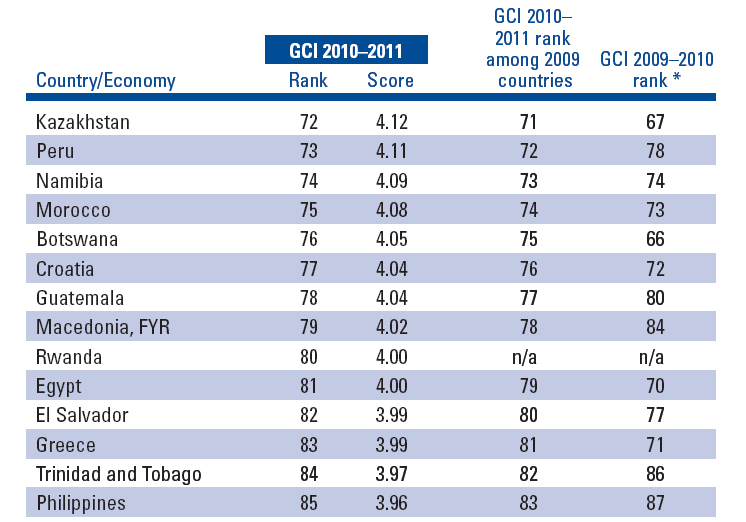 GCI 2010–
2011 rank
GCI 2010–2011 among 2009 GCI 2009–2010
Country/Economy Rank Score countries rank *
Kazakhstan 72 4.12 71 67
Peru 73 4.11 72 78
Namibia 74 4.09 73 74
Morocco 75 4.08 74 73
Botswana 76 4.05 75 66
Croatia 77 4.04 76 72
Guatemala 78 4.04 77 80
Macedonia, FYR 79 4.02 78 84
Rwanda 80 4.00 n/a n/a
Egypt 81 4.00 79 70
El Salvador 82 3.99 80 77
Greece 83 3.99 81 71
Trinidad and Tobago 84 3.97 82 86
Philippines 85 3.96 83 87